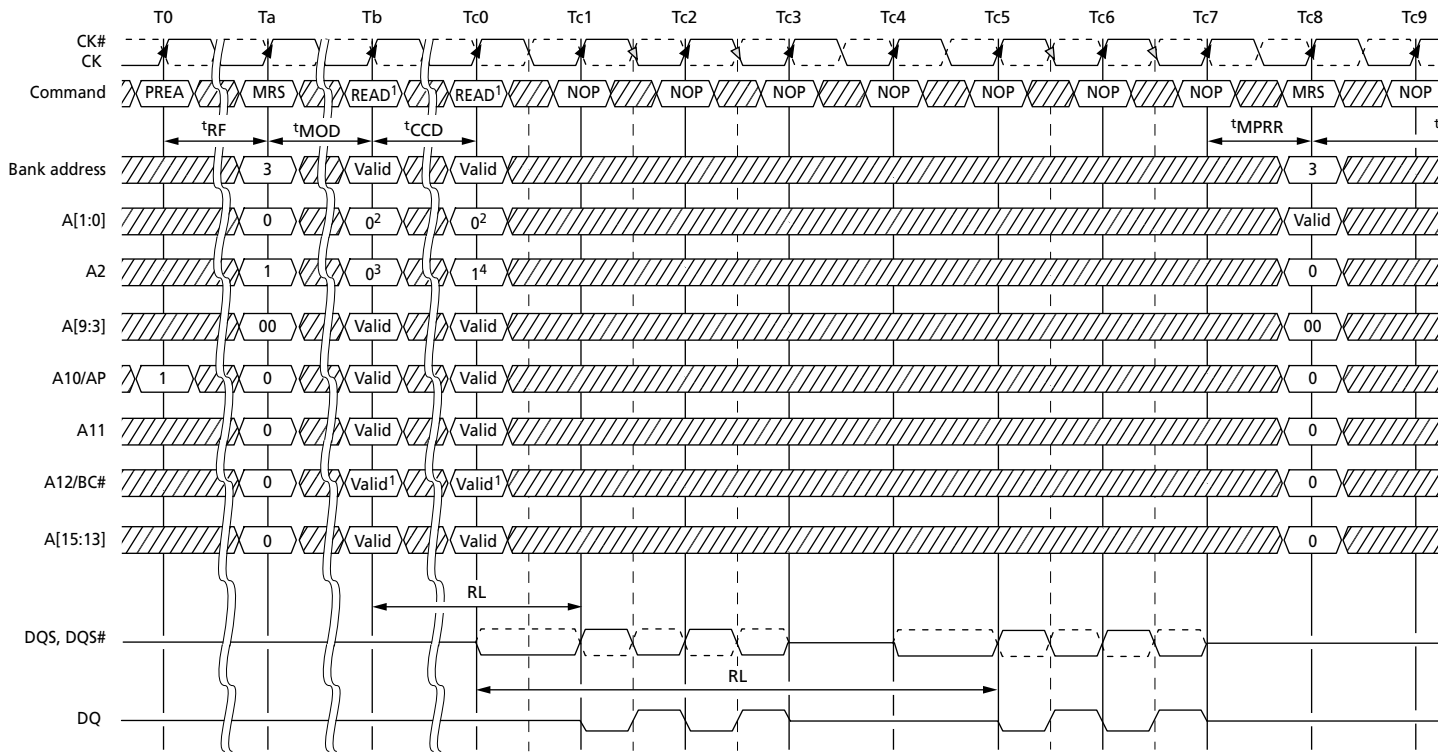 T0 Ta Tb Tc0 Tc1 Tc2 Tc3 Tc4 Tc5 Tc6 Tc7 Tc8 Tc9
CK#
CK
Command PREA MRS READ1 READ1 NOP NOP NOP NOP NOP NOP NOP MRS NOP
tRF tMOD tCCD tMPRR t
Bank address 3 Valid Valid 3
A[1:0] 0 02 02 Valid
A2 1 03 14 0
A[9:3] 00 Valid Valid 00
A10/AP 1 0 Valid Valid 0
A11 0 Valid Valid 0
A12/BC# 0 Valid1 Valid1 0
A[15:13] 0 Valid Valid 0
RL
DQS, DQS#
RL
DQ